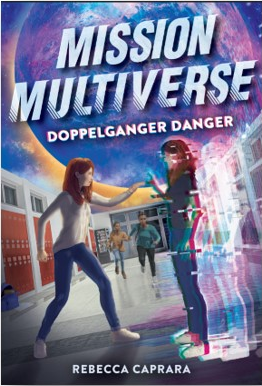 MISSION
MULTIVERSE
DOPPELGANGER DANGER
REBECCA CAPRARA